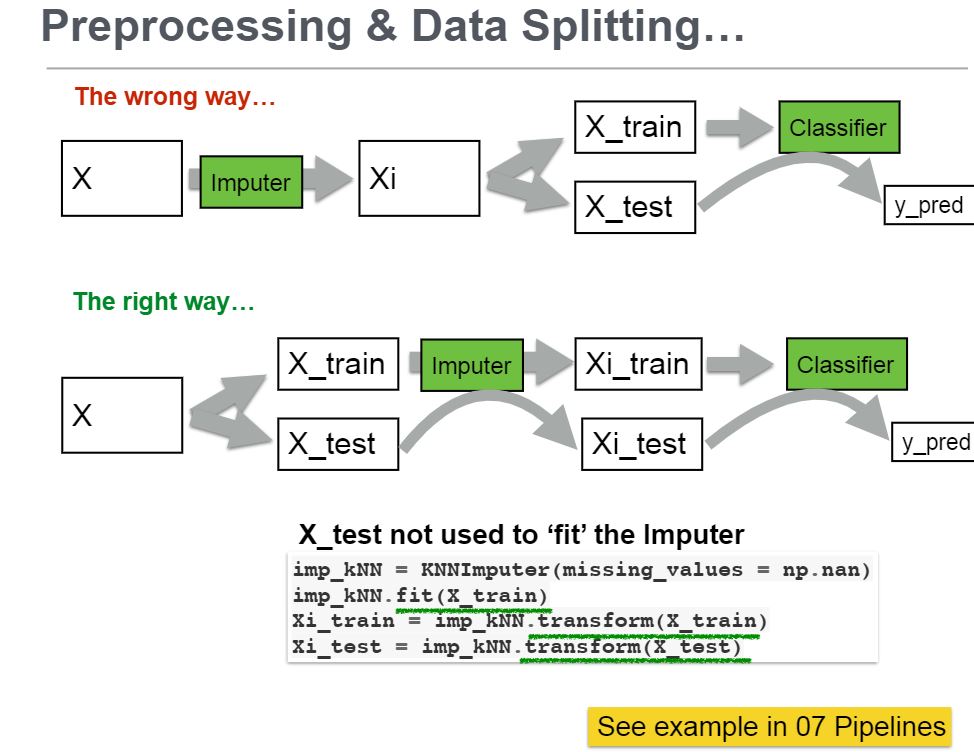 Preprocessing & Data Splitting…
The wrong way…
X
Imputer
Xi
X_train
Classifier
X_test
y_pred
The right way…
X
X_train
Imputer
Xi_train
Classifier
X_test
Xi_test
y_pred
X_test not used to ‘fit’ the Imputer
imp_kNN = KNNImputer(missing_values = np.nan)
imp_kNN.fit(X_train)
Xi_train = imp_kNN.transform(X_train)
Xi_test = imp_kNN.transform(X_test)
See example in 07 Pipelines